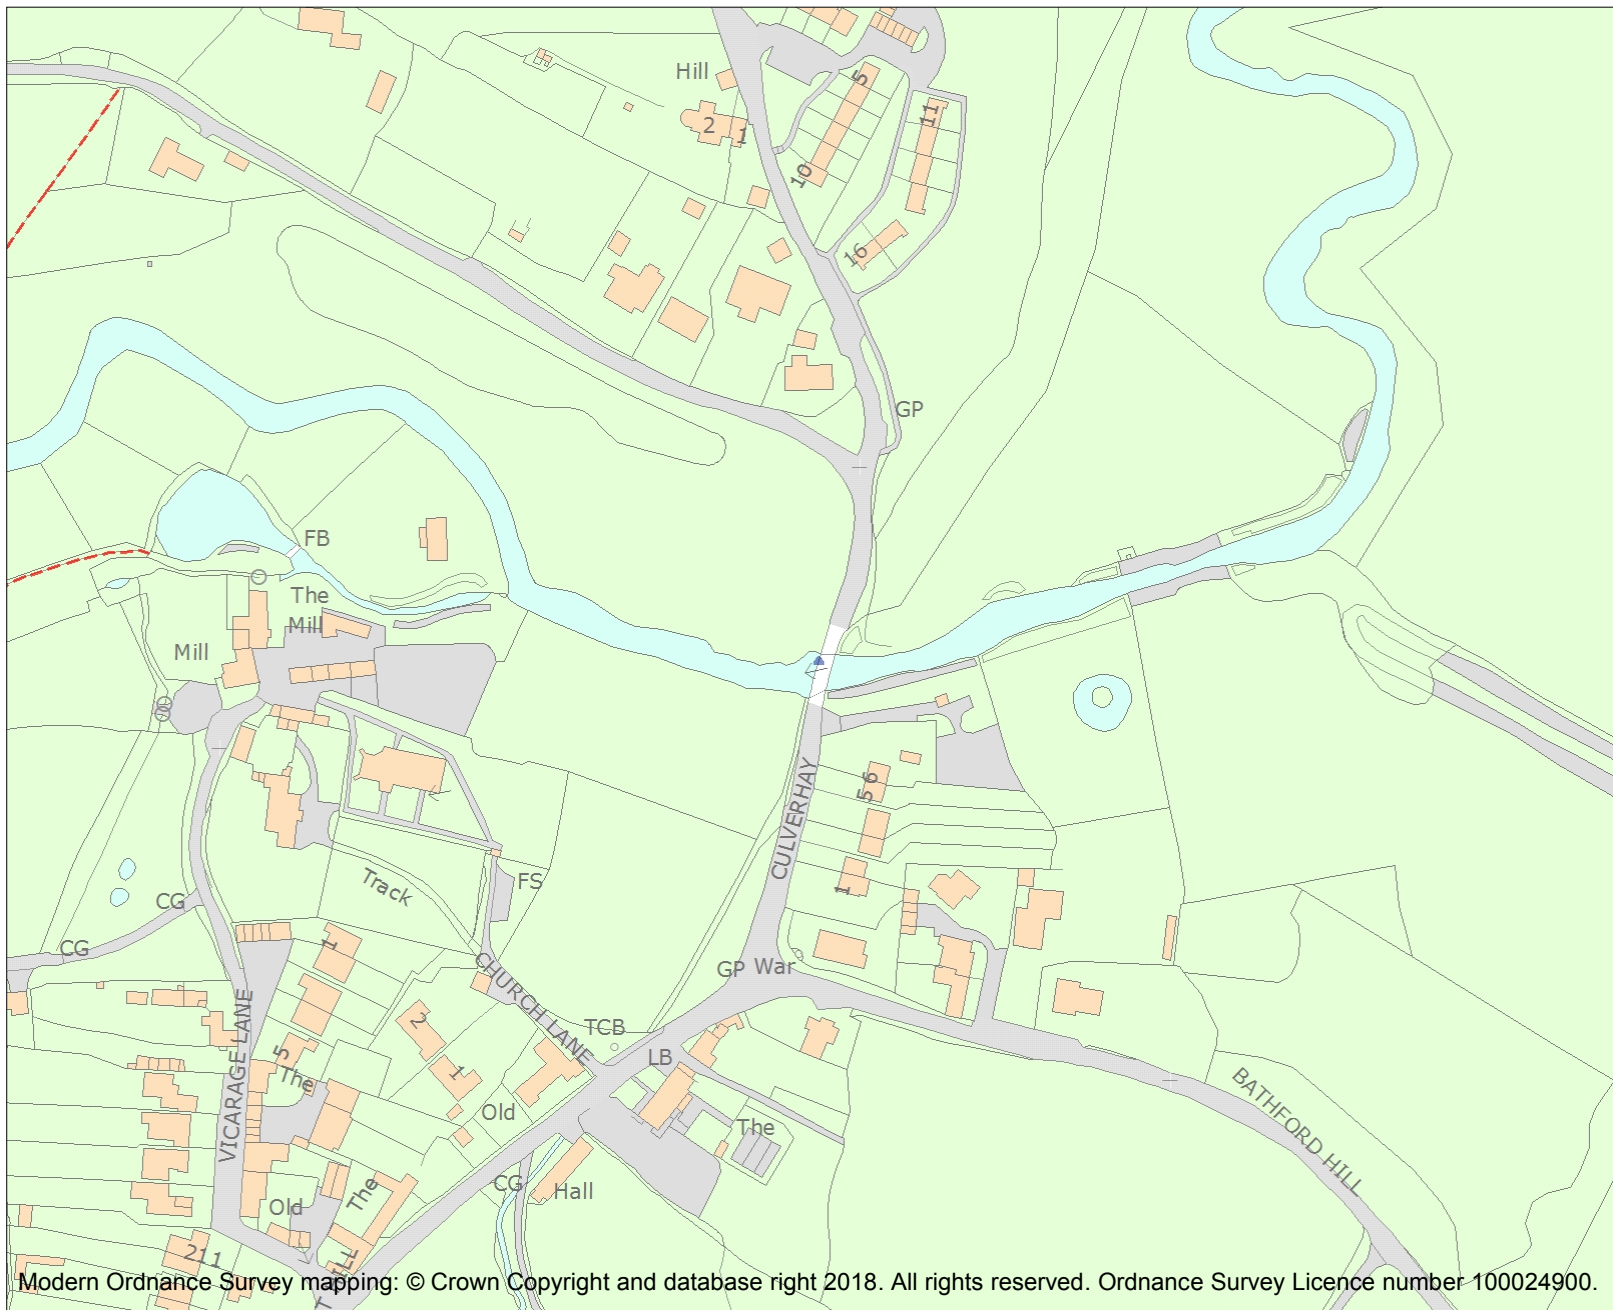 Hill
5
11
2
1
10
16
GP
FB
The
Mill
Mill
CULVERHAY
5 6
1
Track
FS
CG
CG
1
CHURCH LANE
GP
War
VICARAGE LANE
2
TCB
LB
5
The
1
Old
The
BATHFORD HILL
CG
Hall
The
Old
211
Modern Ordnance Survey mapping: © Crown Copyright and database right 2018. All rights reserved. Ordnance Survey Licence number 100024900.